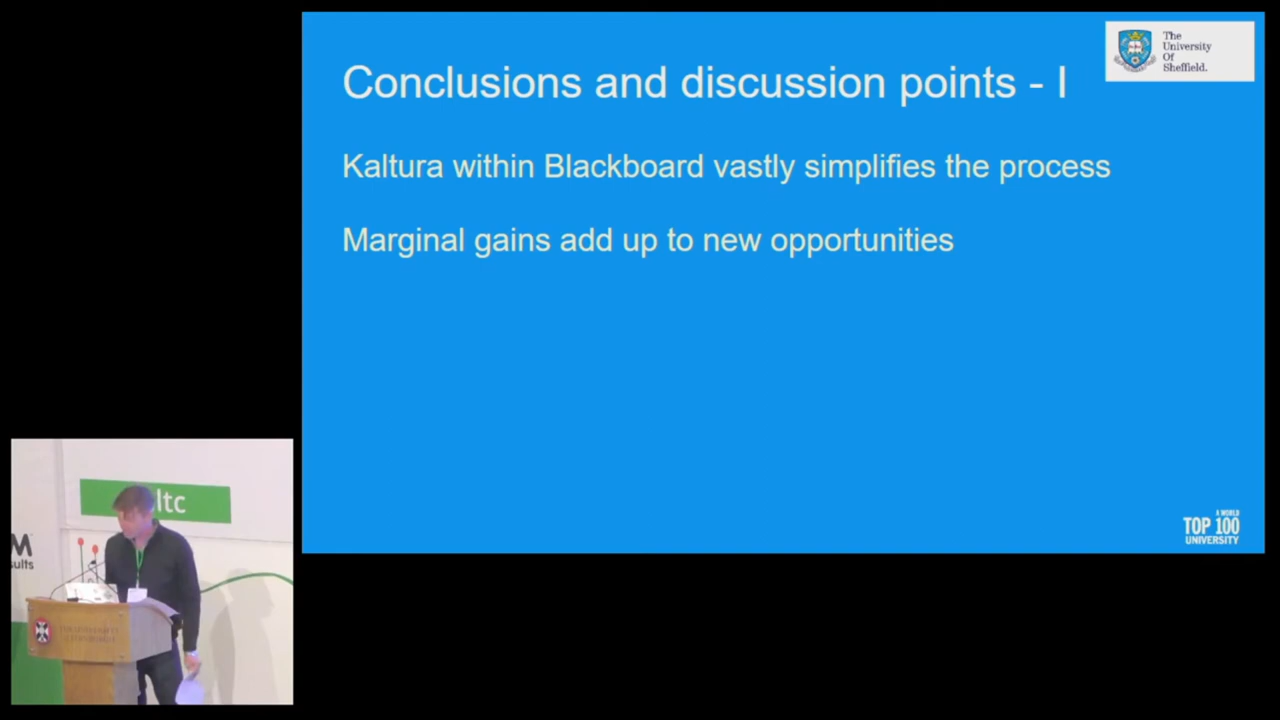 Conclusions and discussion points - I
The
University
Of
Sheffield.
Kaltura within Blackboard vastly simplifies the process
Marginal gains add up to new opportunities
A WORLD
TOP 100
UNIVERSITY
ltc
M
sults